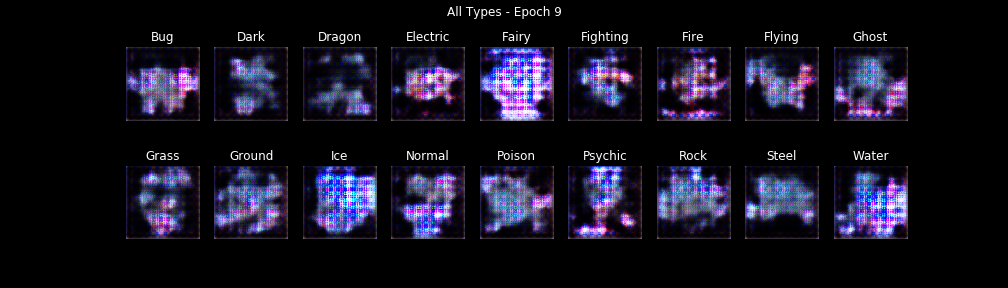 All Types - Epoch 9
Bug Dark Dragon Electric Fairy Fighting Fire Flying Ghost
Grass Ground Ice Normal Poison Psychic Rock Steel Water